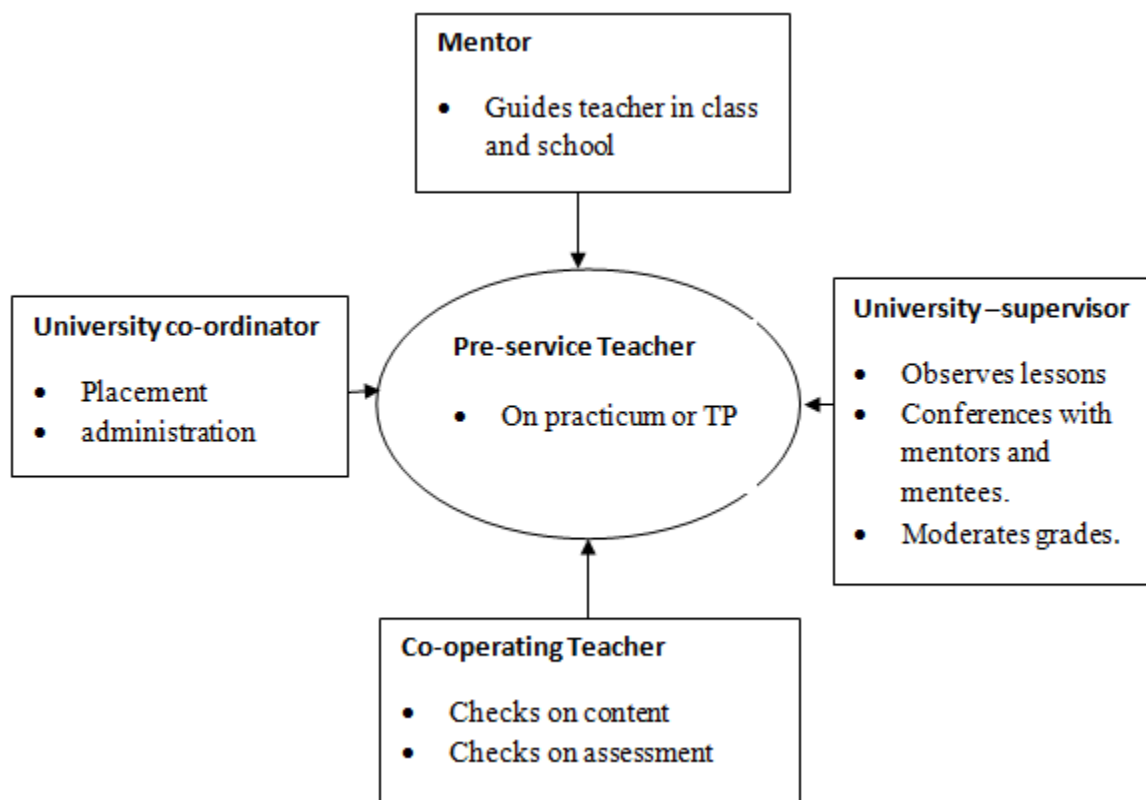 Mentor
• Guides teacher in class
and school
University co-ordinator
• Placement
• administration
Pre-service Teacher
• On practicum or TP
University –supervisor
• Observes lessons
• Conferences with
mentors and
mentees.
• Moderates grades.
Co-operating Teacher
• Checks on content
• Checks on assessment